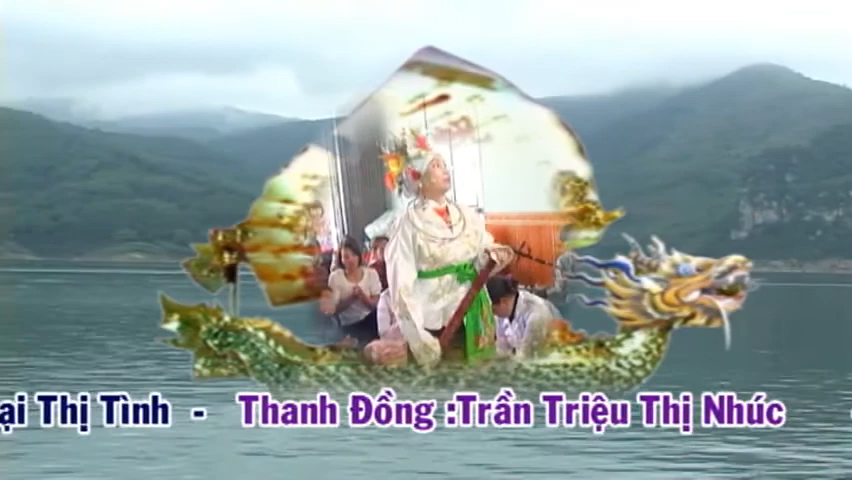 ại Thị Tình - Thanh Đồng :Trần Triệu Thị Nhúc